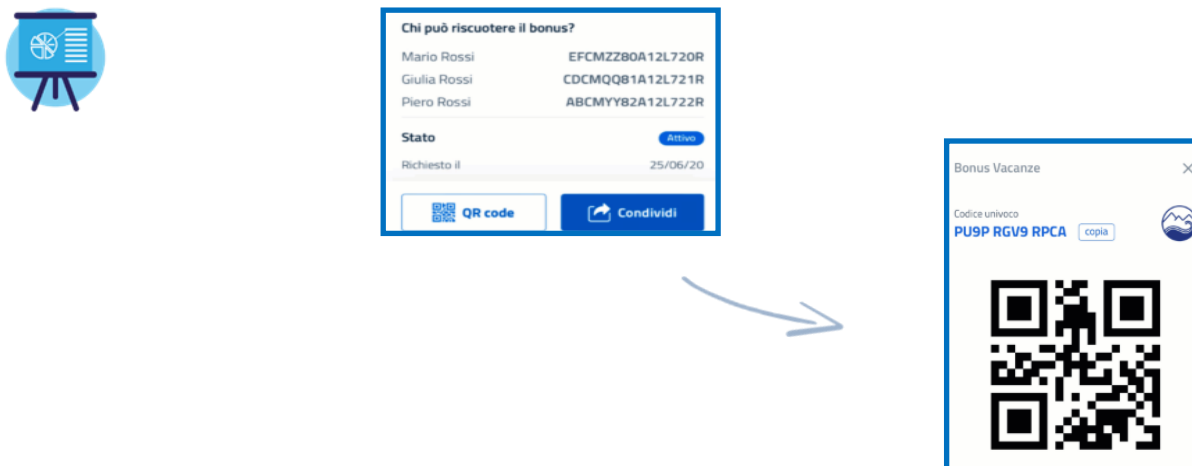 Chi può riscuotere il bonus?
Mario Rossi EFCMZZ80A12L720R
Giulia Rossi CDCMQQ81A12L721R
Piero Rossi ABCMYY82A12L722R
Stato Attivo
Richiesto il 25/06/20
QR code Condividi
Bonus Vacanze
Codice univoco
PU9P RGV9 RPCA copia